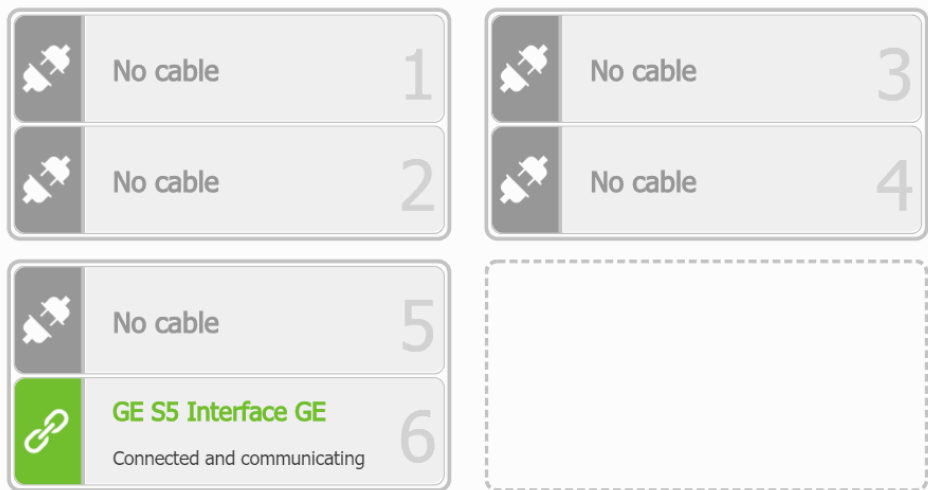 No cable
1
No cable
2
No cable
3
No cable
4
No cable
5
GE S5 Interface GE
Connected and communicating
6